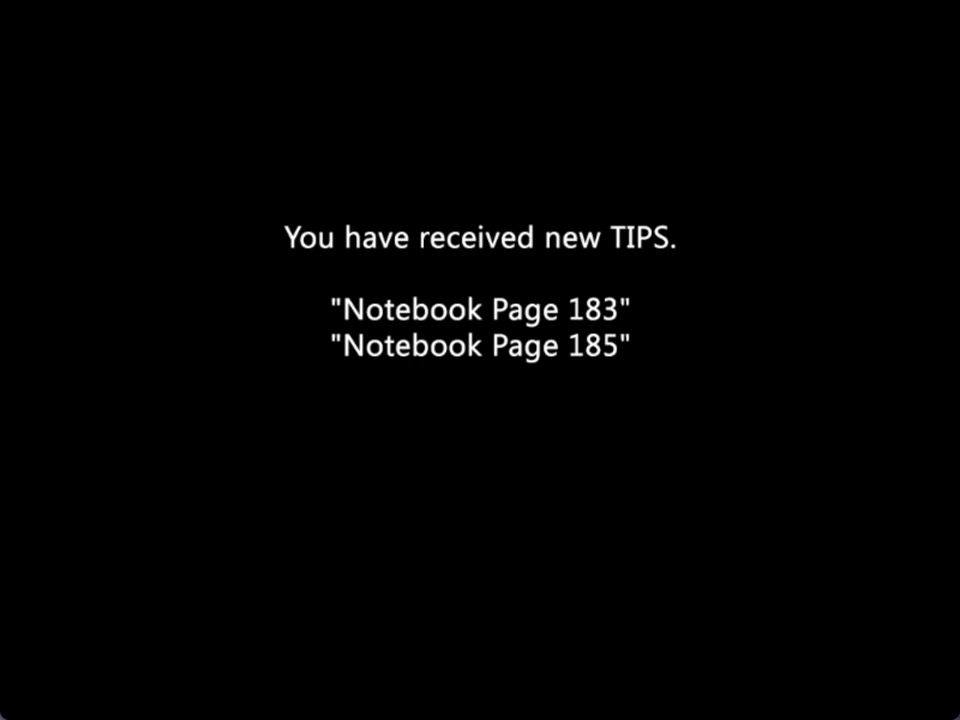 You have received new TIPS.
"Notebook Page 183"
"Notebook Page 185"